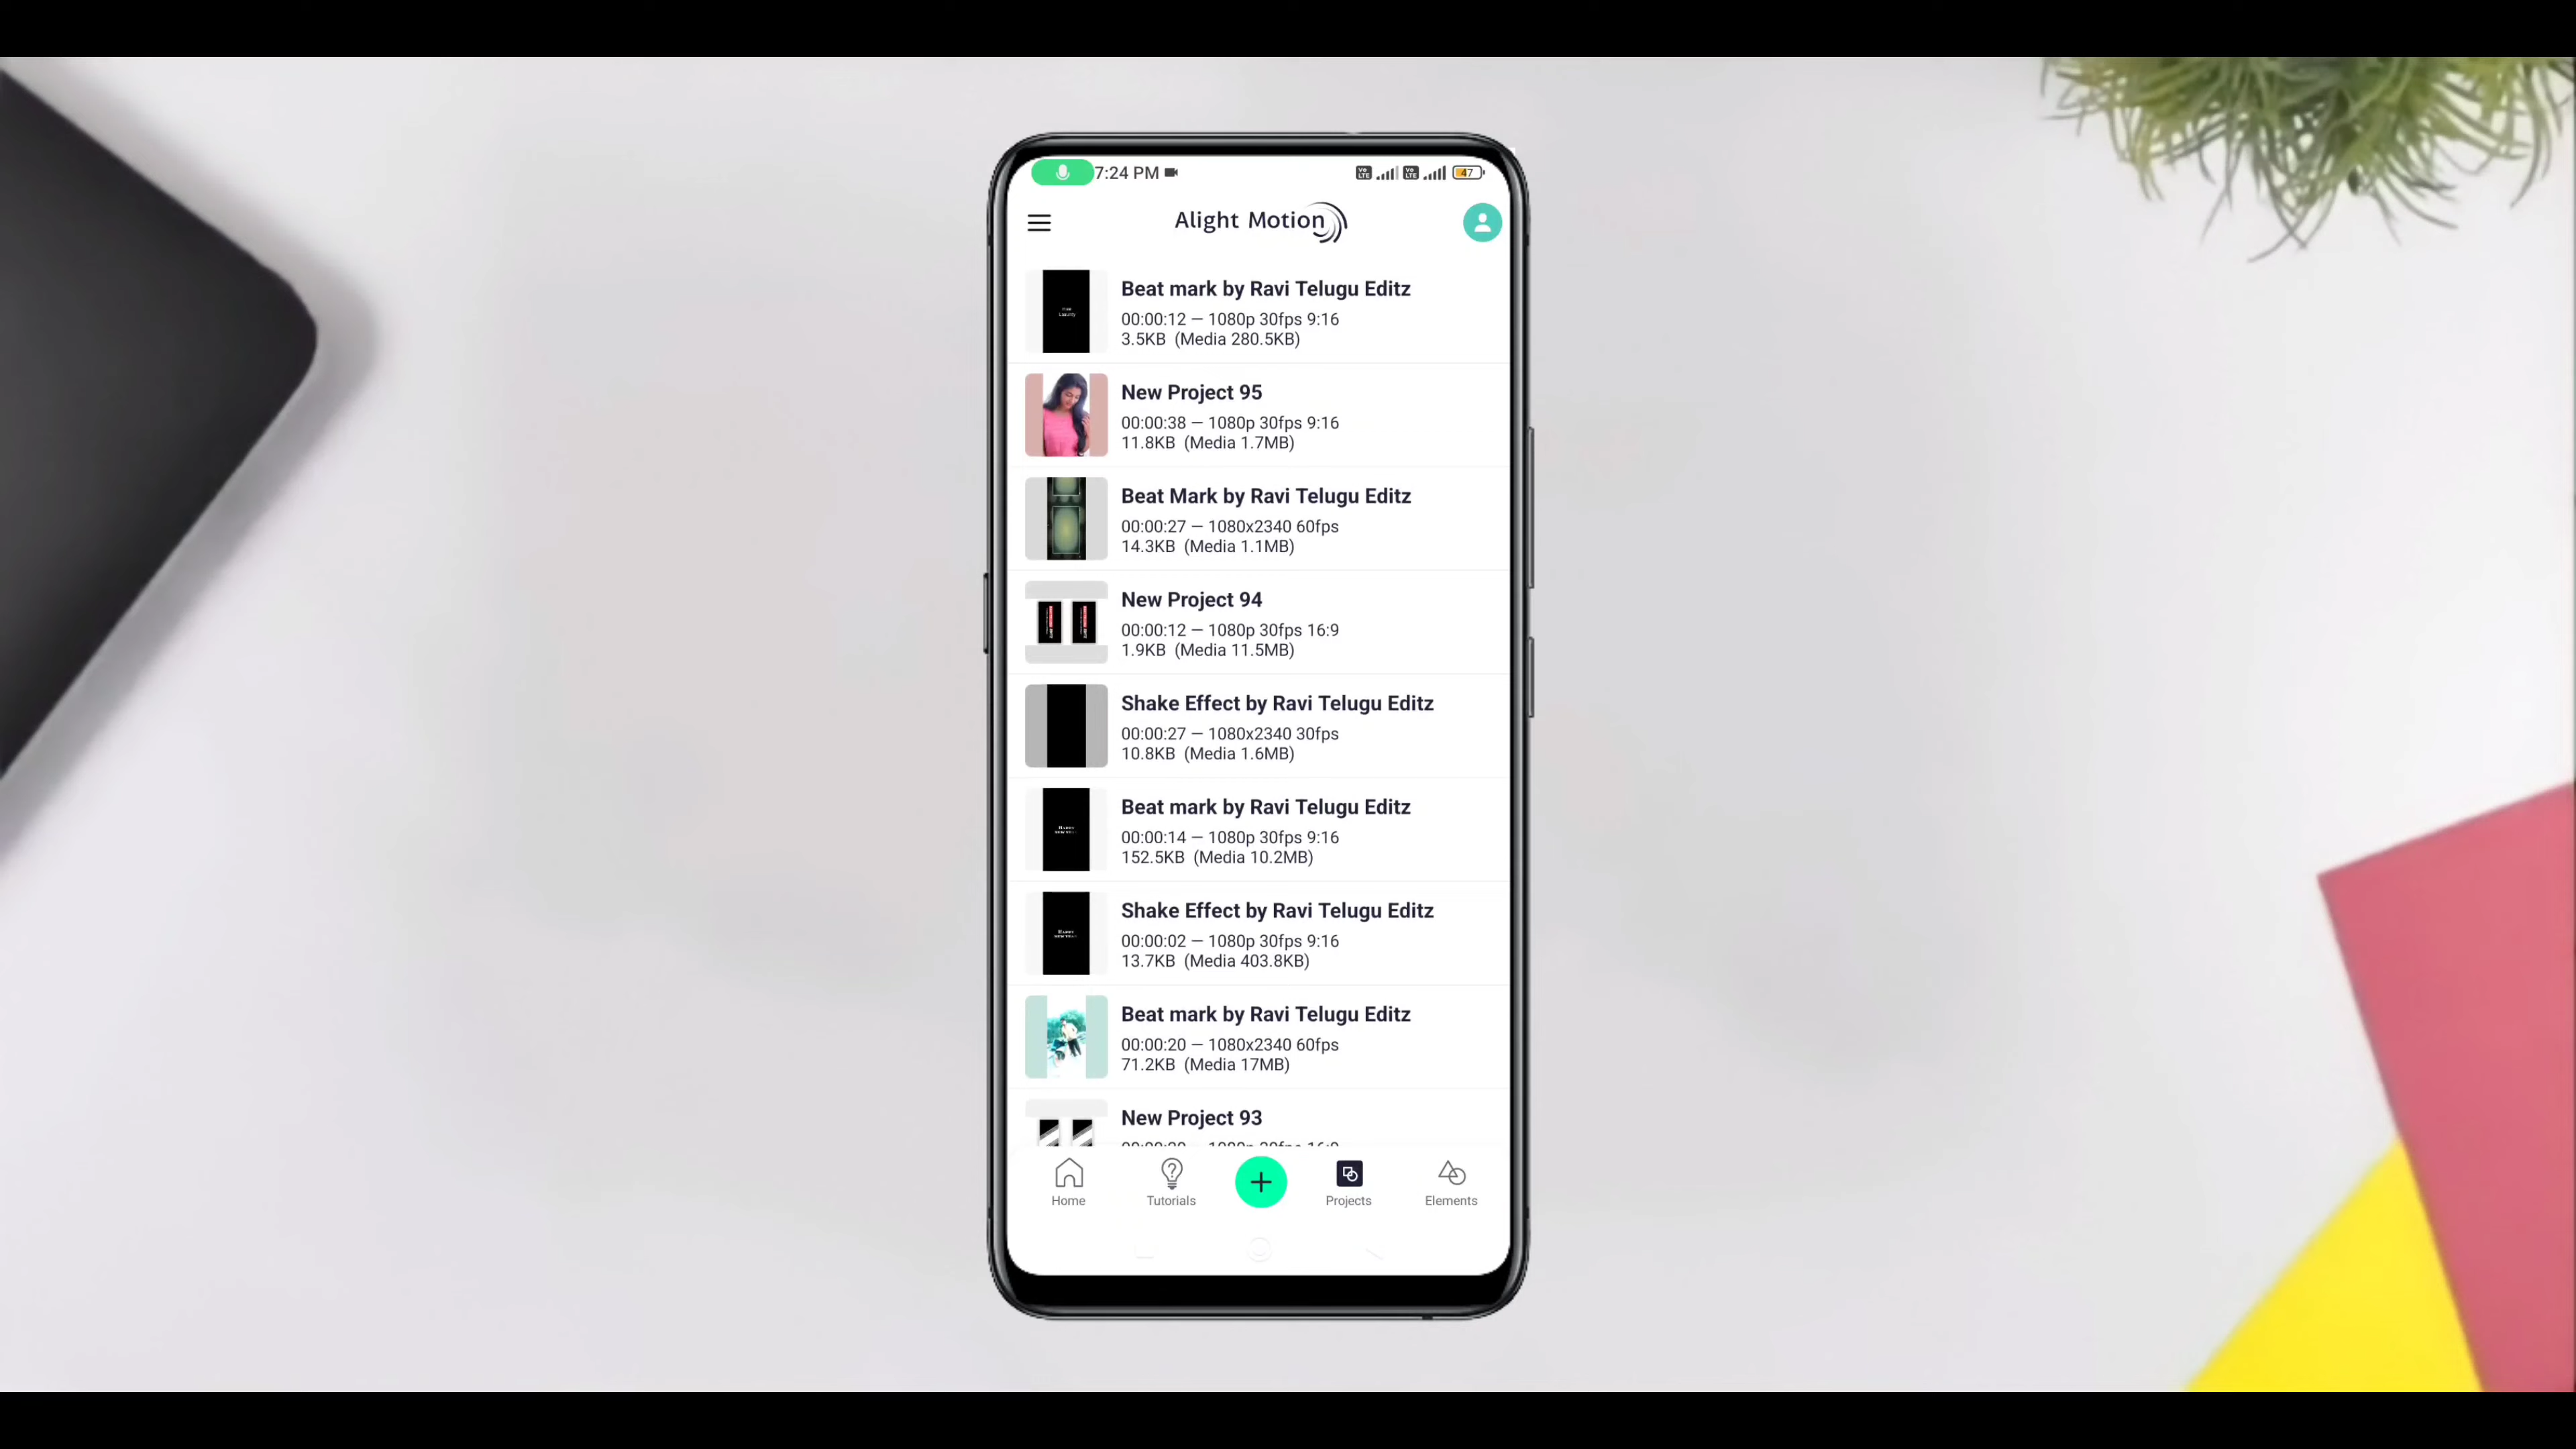 7:24 PM
47
Alight Motion
Beat mark by Ravi Telugu Editz
00:00:12 — 1080p 30fps 9:16
3.5KB (Media 280.5KB)
New Project 95
00:00:38 — 1080p 30fps 9:16
11.8KB (Media 1.7MB)
Beat Mark by Ravi Telugu Editz
00:00:27 — 1080x2340 60fps
14.3KB (Media 1.1MB)
New Project 94
00:00:12 — 1080p 30fps 16:9
1.9KB (Media 11.5MB)
Shake Effect by Ravi Telugu Editz
00:00:27 — 1080x2340 30fps
10.8KB (Media 1.6MB)
Beat mark by Ravi Telugu Editz
00:00:14 — 1080p 30fps 9:16
152.5KB (Media 10.2MB)
Shake Effect by Ravi Telugu Editz
00:00:02 — 1080p 30fps 9:16
13.7KB (Media 403.8KB)
Beat mark by Ravi Telugu Editz
00:00:20 — 1080x2340 60fps
71.2KB (Media 17MB)
New Project 93
Home
Tutorials
Projects
Elements